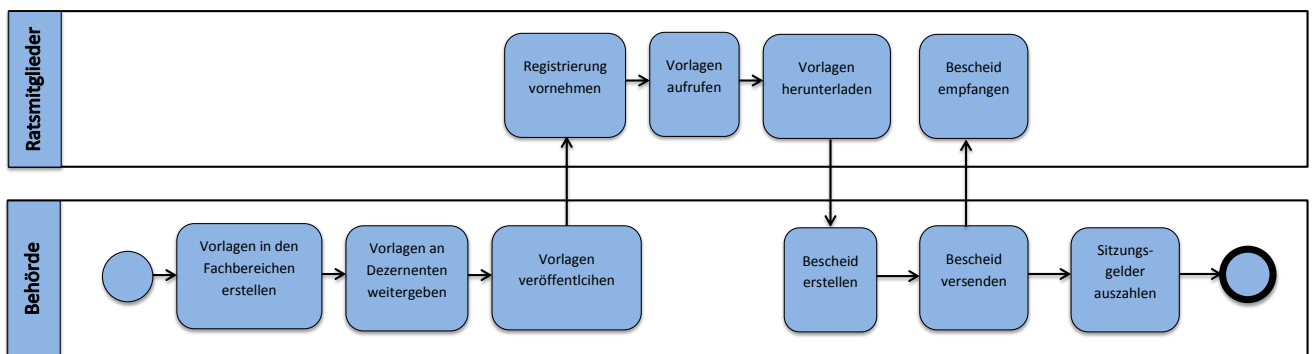 Ratsmitglieder
Registrierung
vornehmen
Vorlagen
aufrufen
Vorlagen
herunterladen
Bescheid
empfangen
Behörde
Vorlagen in den
Fachbereichen
erstellen
Vorlagen an
Dezernenten
weitergeben
Vorlagen
veröffentlcihen
Bescheid
erstellen
Bescheid
versenden
Sitzungs-
gelder
auszahlen